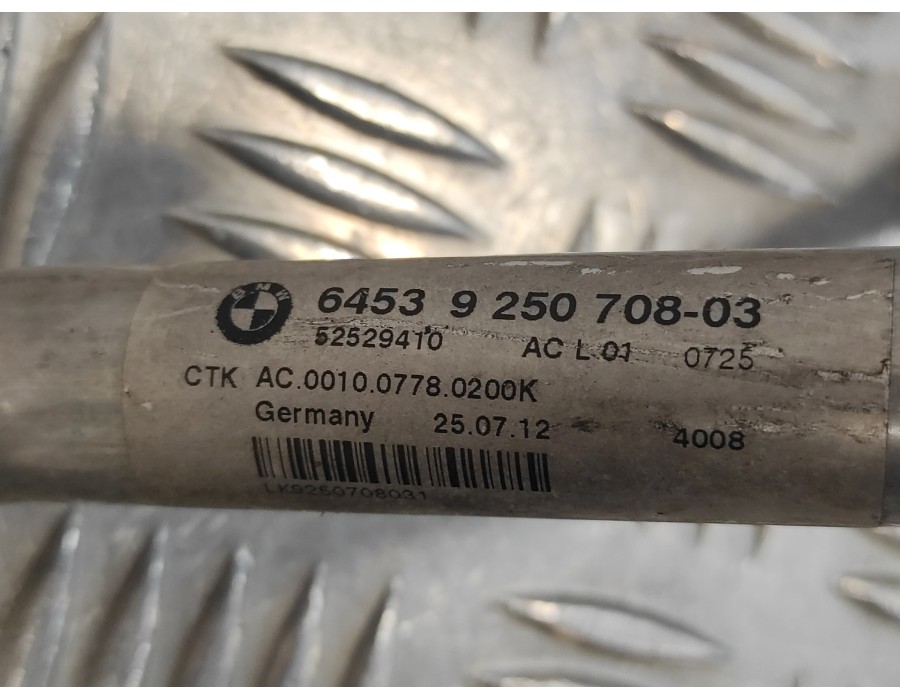 BMW 6453 9 250 708-03
52529410 AC L.01 0725
CTK AC.0010.0778.0200K
Germany 25.07.12 4008
LK9250708031